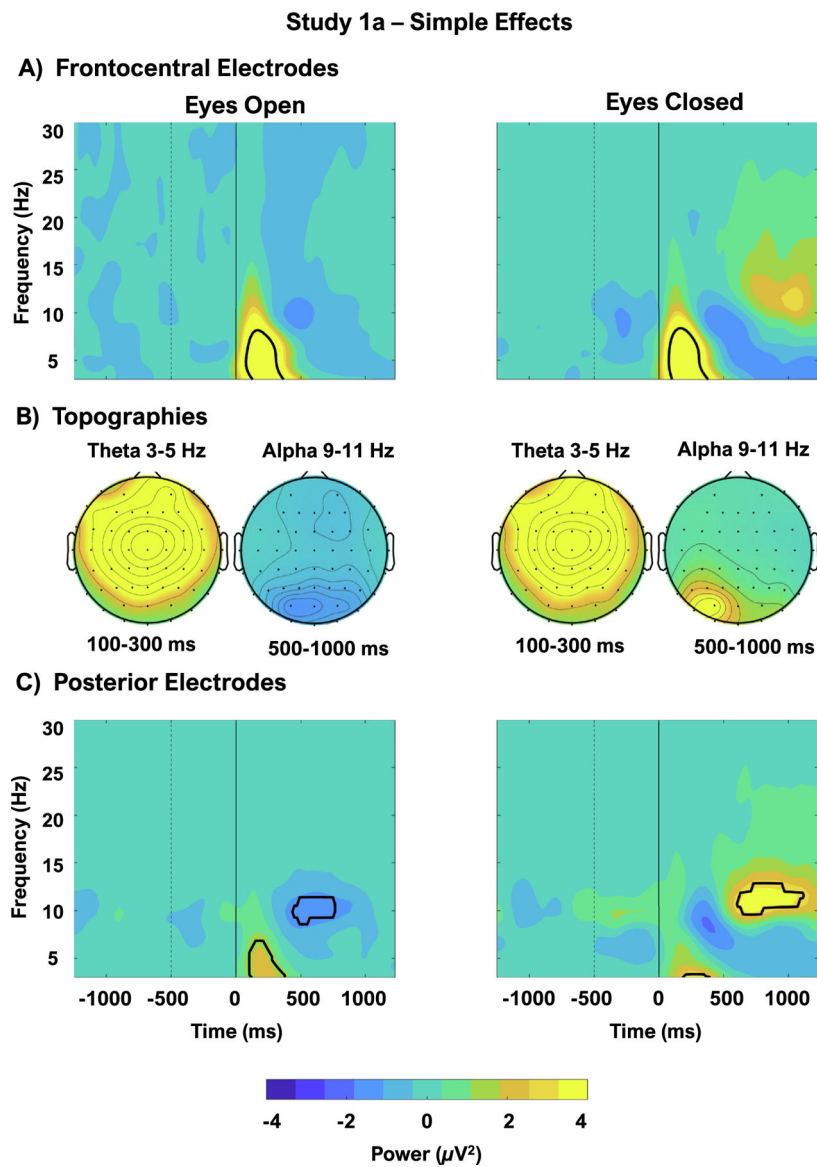 Study 1a – Simple Effects
A) Frontocentral Electrodes
Eyes Open
Eyes Closed
Frequency (Hz)
30
25
20
15
10
5
B) Topographies
Theta 3-5 Hz
Alpha 9-11 Hz
Theta 3-5 Hz
Alpha 9-11 Hz
100-300 ms
500-1000 ms
100-300 ms
500-1000 ms
C) Posterior Electrodes
Frequency (Hz)
30
25
20
15
10
5
-1000 -500 0 500 1000
-1000 -500 0 500 1000
Time (ms)
Time (ms)
-4 -2 0 2 4
Power (µV²)